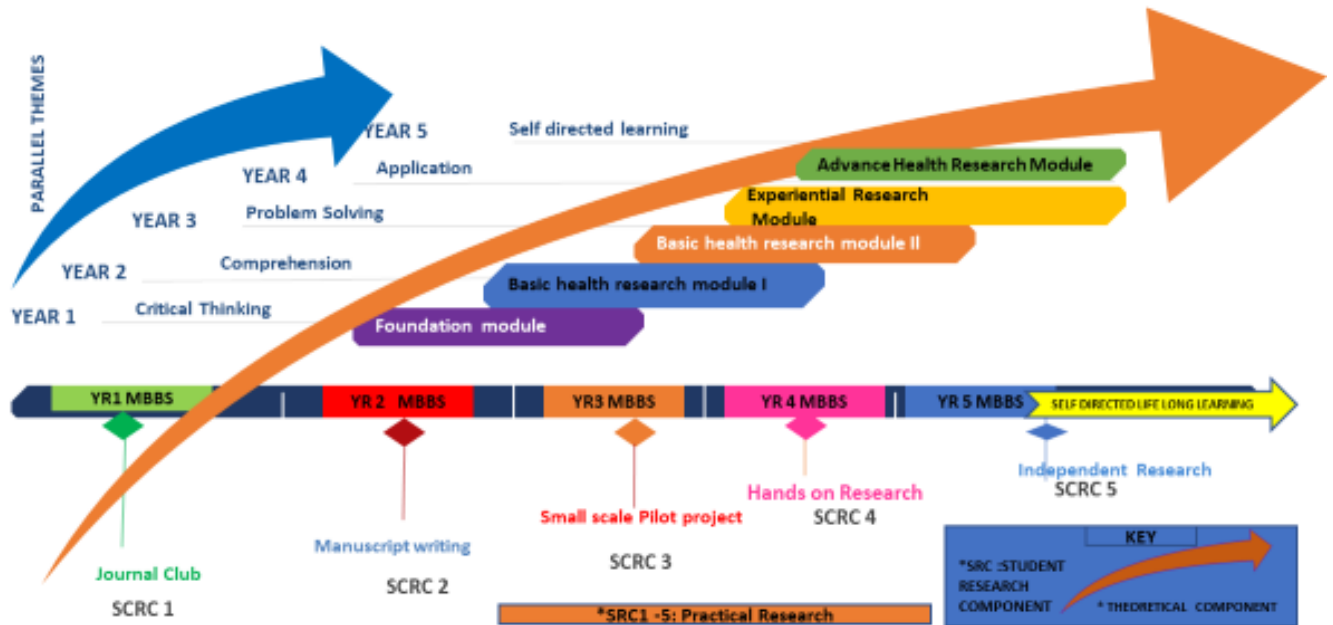 PARALLEL THEMES
YEAR 5
Self directed learning
YEAR 4
Application
Advance Health Research Module
YEAR 3
Problem Solving
Experiential Research
Module
YEAR 2
Comprehension
Basic health research module II
YEAR 1
Critical Thinking
Basic health research module I
Foundation module
YR1 MBBS
YR 2 MBBS
YR3 MBBS
YR 4 MBBS
YR 5 MBBS
SELF DIRECTED LIFE LONG LEARNING
Journal Club
SCRC 1
Manuscript writing
SCRC 2
Small scale Pilot project
SCRC 3
Hands on Research
SCRC 4
Independent Research
SCRC 5
*SRC1 -5: Practical Research
KEY
*SRC :STUDENT
RESEARCH
COMPONENT
* THEORETICAL COMPONENT